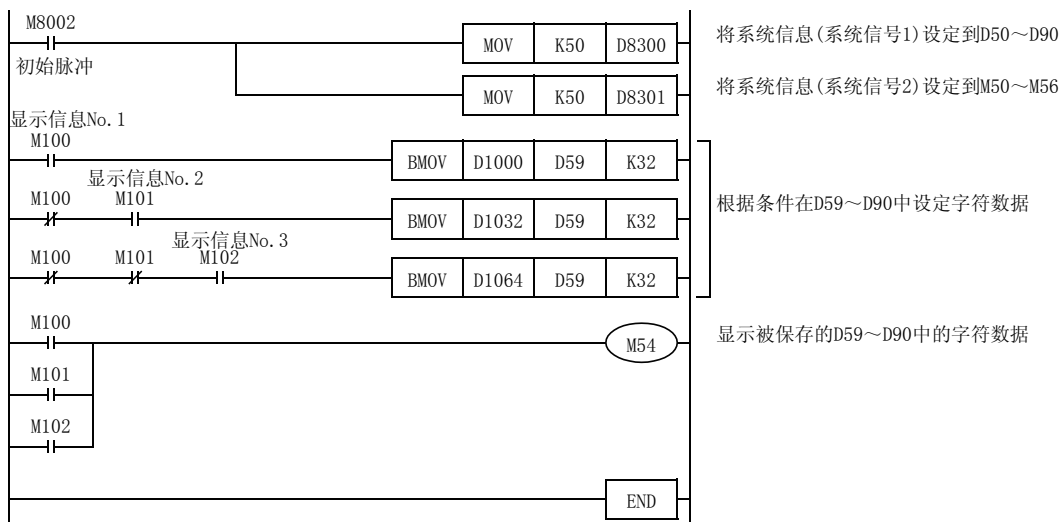 M8002
MOV K50 D8300
将系统信息(系统信号1)设定到D50～D90
初始脉冲
MOV K50 D8301
将系统信息(系统信号2)设定到M50～M56
显示信息No.1
M100
BMOV D1000 D59 K32
显示信息No.2
M100 M101
BMOV D1032 D59 K32
根据条件在D59～D90中设定字符数据
显示信息No.3
M100 M101 M102
BMOV D1064 D59 K32
M100
M54
显示被保存的D59～D90中的字符数据
M101
M102
END